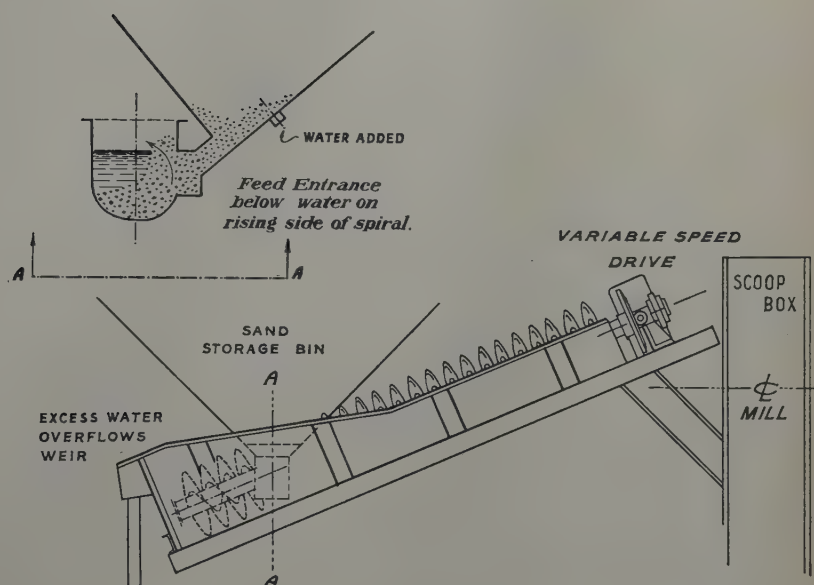 WATER ADDED
Feed Entrance
below water on
rising side of spiral.
A A
VARIABLE SPEED
DRIVE
SCOOP
BOX
SAND
STORAGE BIN
A
EXCESS WATER
OVERFLOWS
WEIR
℄
MILL
A